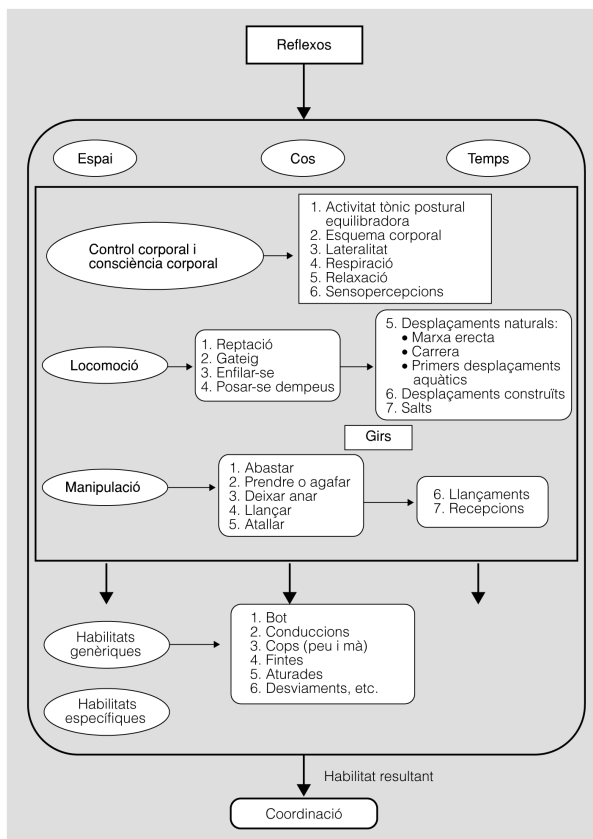 Reflexos
Espai
Cos
Temps
Control corporal i
consciència corporal
1. Activitat tònic postural
equilibradora
2. Esquema corporal
3. Lateralitat
4. Respiració
5. Relaxació
6. Sensopercepcions
Locomoció
1. Reptació
2. Gateig
3. Enfilar-se
4. Posar-se dempeus
5. Desplaçaments naturals:
• Marxa erecta
• Carrera
• Primers desplaçaments
aquàtics
6. Desplaçaments construïts
7. Salts
Girs
Manipulació
1. Abastar
2. Prendre o agafar
3. Deixar anar
4. Llançar
5. Atallar
6. Llançaments
7. Recepcions
Habilitats
genèriques
1. Bot
2. Conduccions
3. Cops (peu i mà)
4. Fintes
5. Aturades
6. Desviaments, etc.
Habilitats
específiques
Habilitat resultant
Coordinació